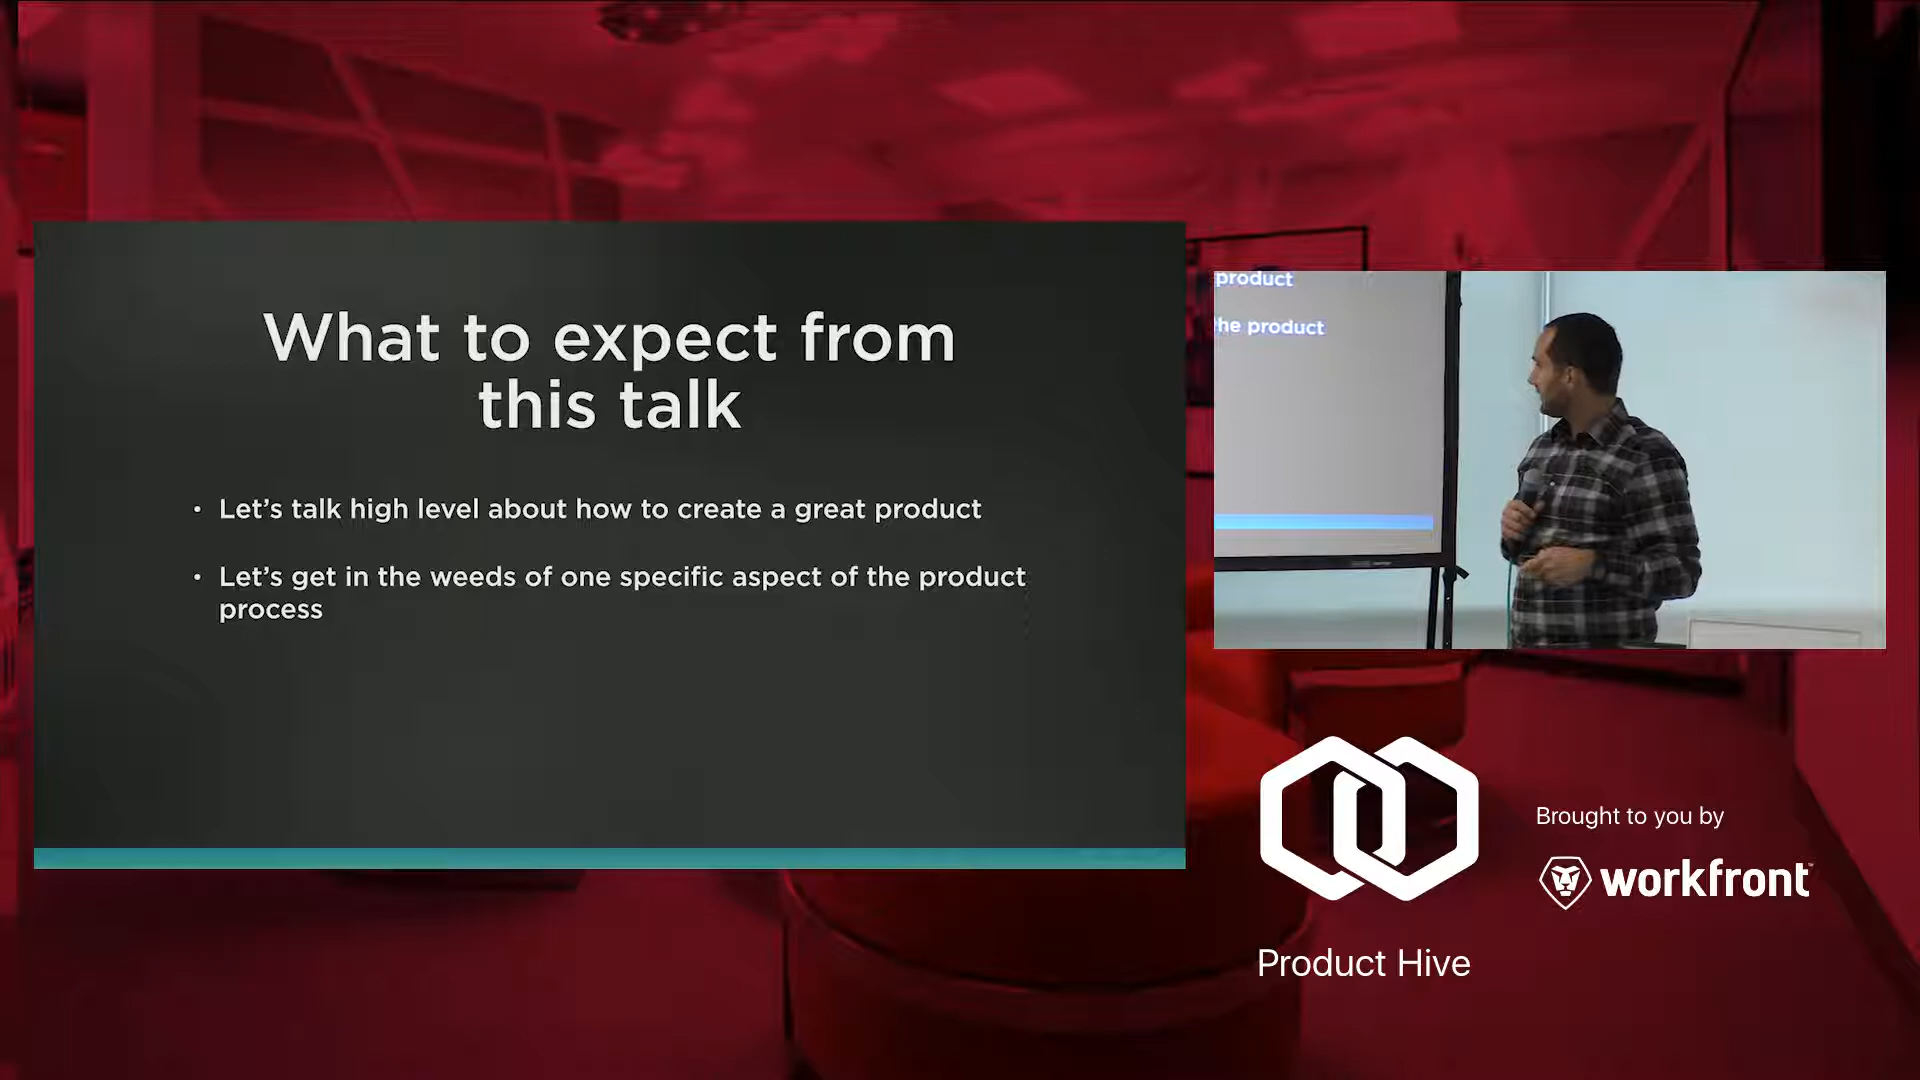 What to expect from
this talk
• Let's talk high level about how to create a great product
• Let's get in the weeds of one specific aspect of the product
process
product
the product
Brought to you by
workfront
Product Hive